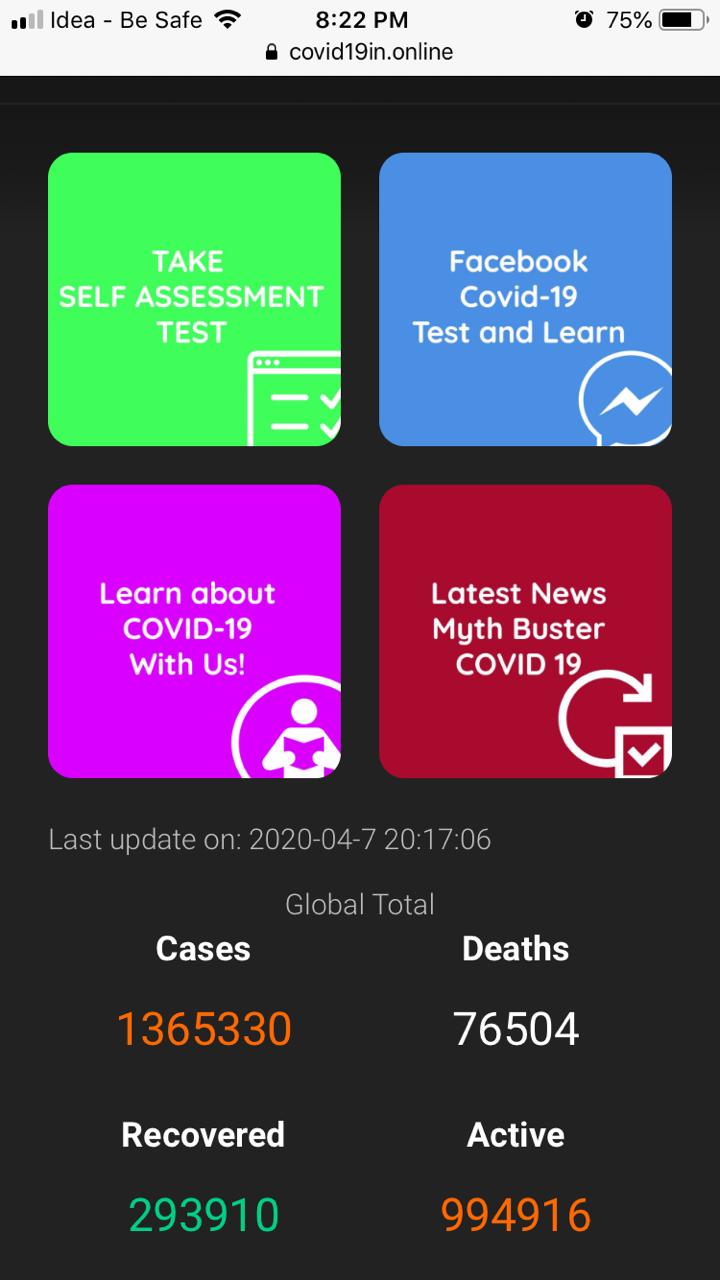 Idea - Be Safe 8:22 PM 75%
covid19in.online
TAKE
SELF ASSESSMENT
TEST
Facebook
Covid-19
Test and Learn
Learn about
COVID-19
With Us!
Latest News
Myth Buster
COVID 19
Last update on: 2020-04-7 20:17:06
Global Total
Cases Deaths
1365330 76504
Recovered Active
293910 994916